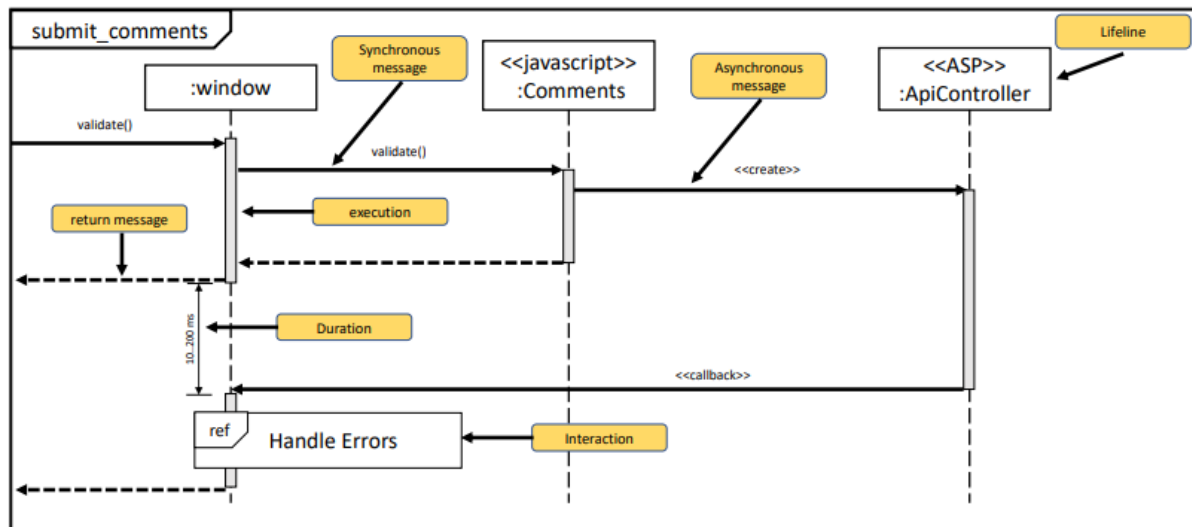 submit_comments
Lifeline
Synchronous
message
<<javascript>>
:Comments
Asynchronous
message
<<ASP>>
:ApiController
:window
validate()
validate()
<<create>>
return message
execution
10..200 ms
Duration
<<callback>>
ref
Handle Errors
Interaction